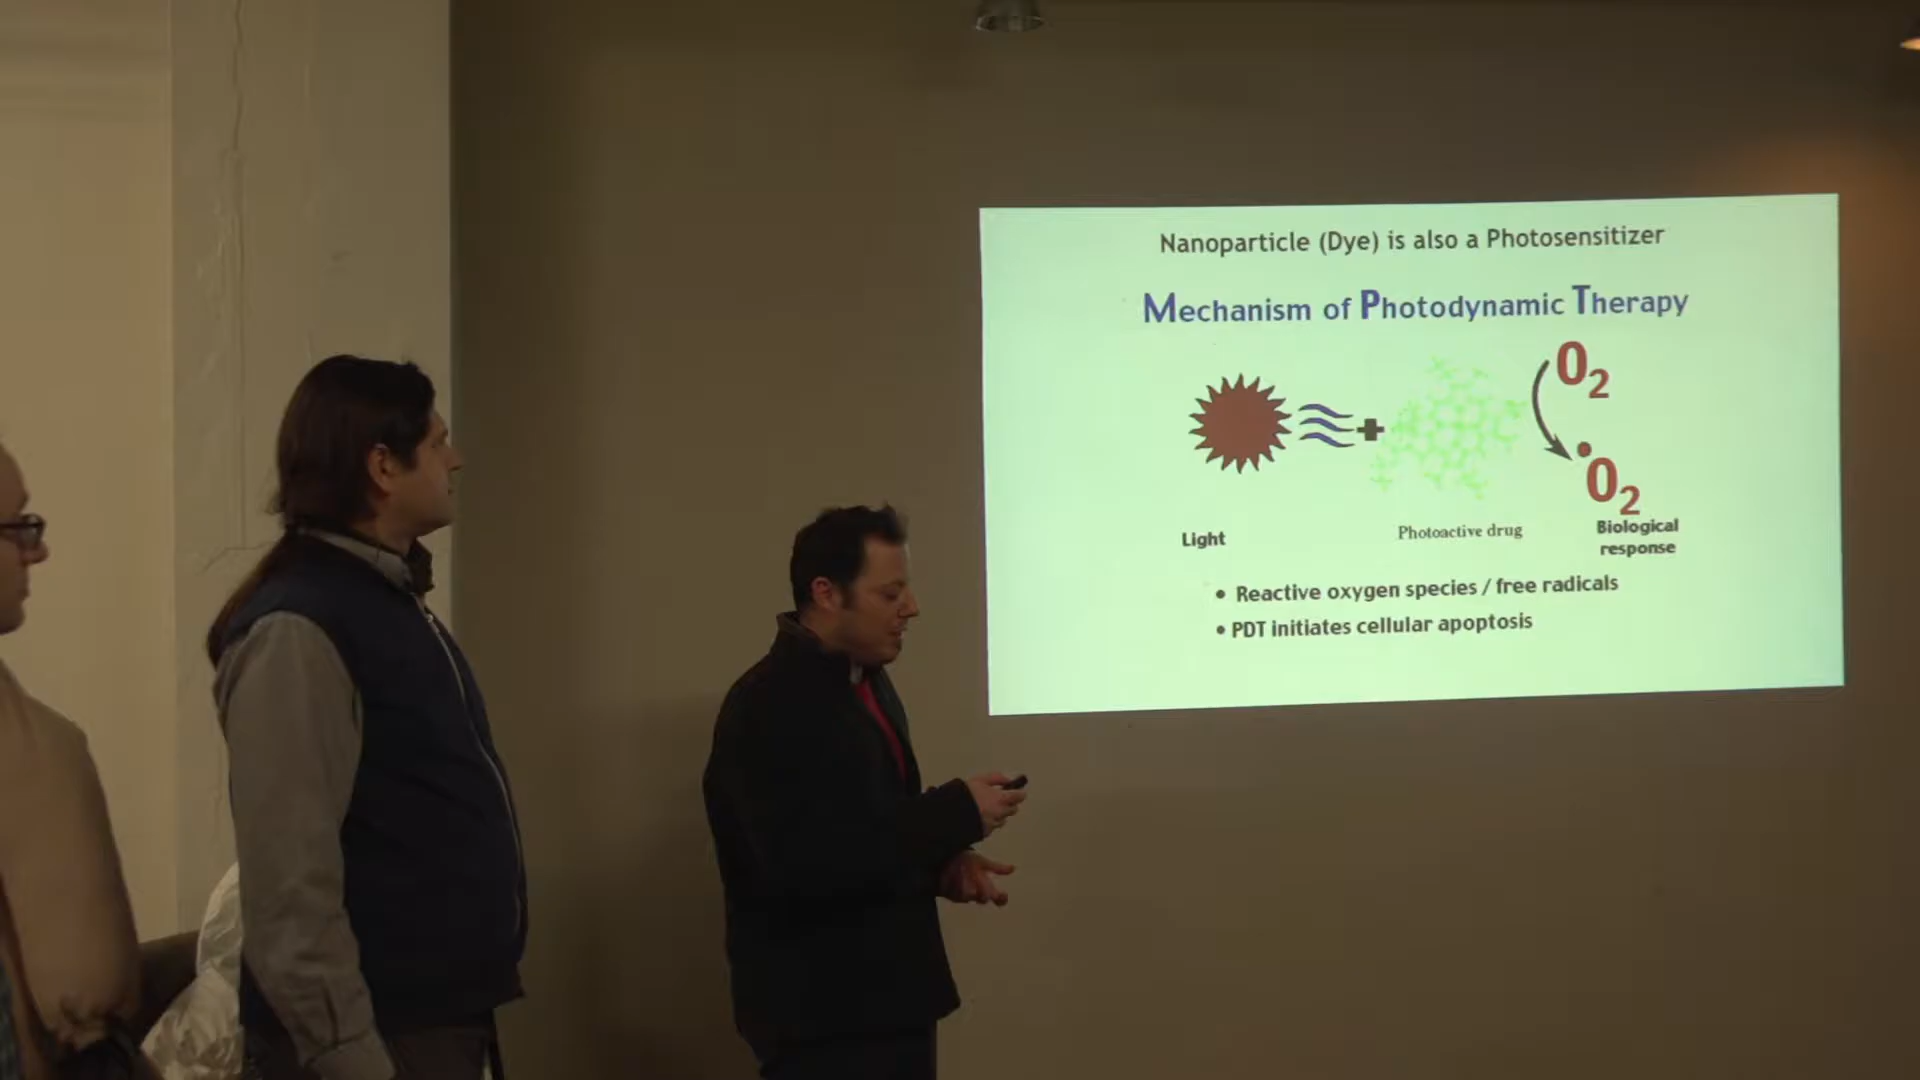 Nanoparticle (Dye) is also a Photosensitizer
Mechanism of Photodynamic Therapy
+
O2
•O2
Light
Photoactive drug
Biological
response
• Reactive oxygen species / free radicals
• PDT initiates cellular apoptosis